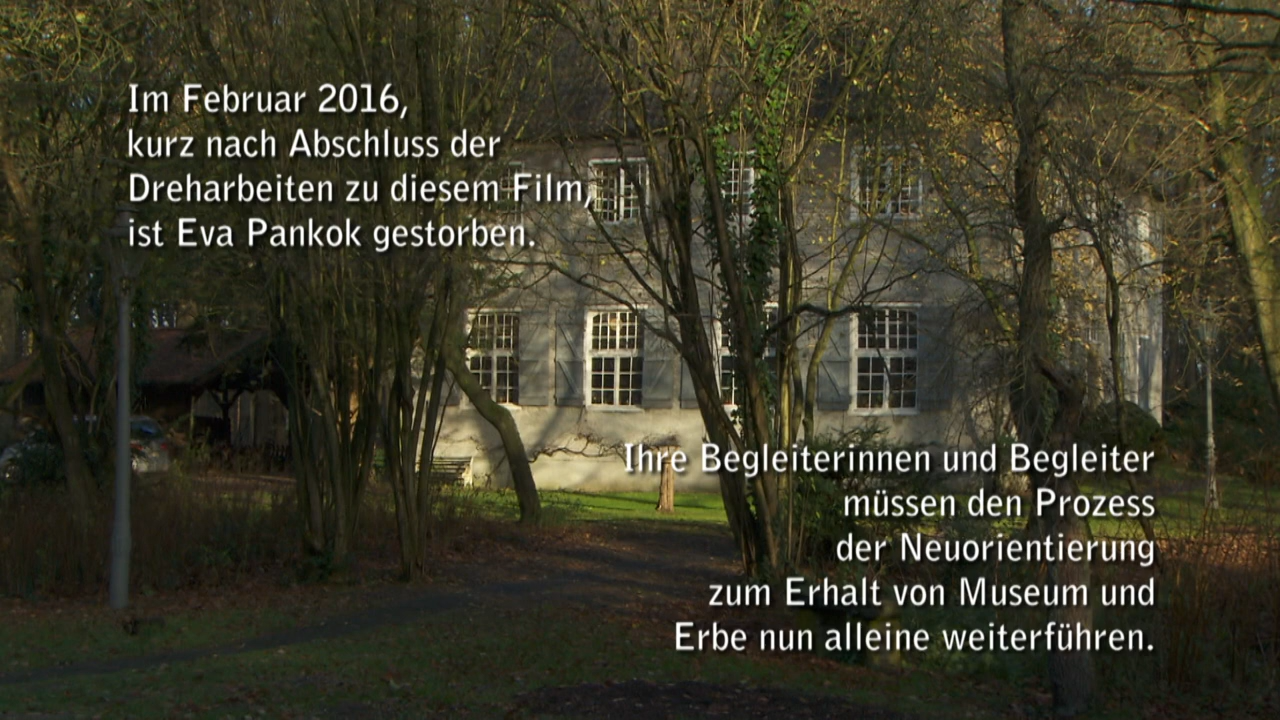 Im Februar 2016,
kurz nach Abschluss der
Dreharbeiten zu diesem Film,
ist Eva Pankok gestorben.
Ihre Begleiterinnen und Begleiter
müssen den Prozess
der Neuorientierung
zum Erhalt von Museum und
Erbe nun alleine weiterführen.